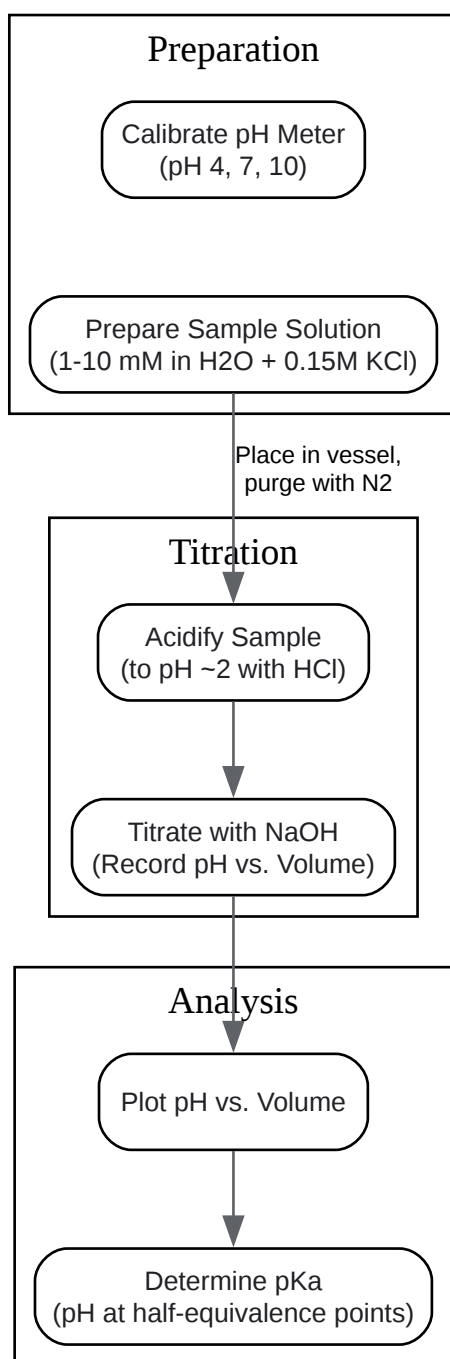 Preparation
Calibrate pH Meter
(pH 4, 7, 10)
Prepare Sample Solution
(1-10 mM in H2O + 0.15M KCl)
Place in vessel,
purge with N2
Titration
Acidify Sample
(to pH ~2 with HCl)
Titrate with NaOH
(Record pH vs. Volume)
Analysis
Plot pH vs. Volume
Determine pKa
(pH at half-equivalence points)